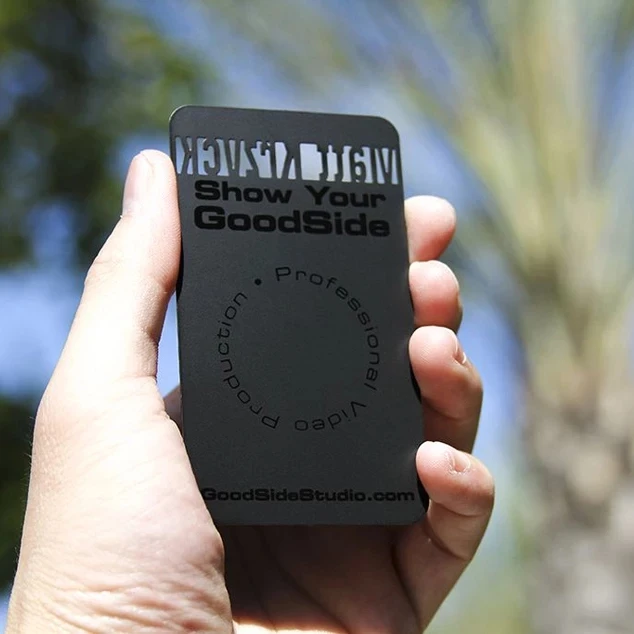 Show Your
GoodSide
Professional Video Production •
GoodSideStudio.com